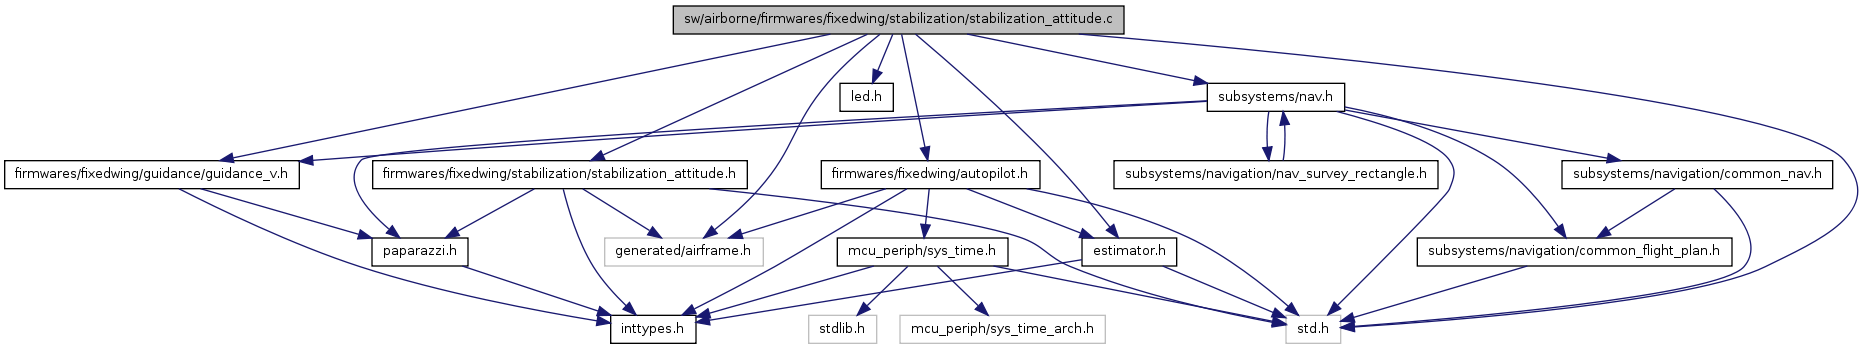 sw/airborne/firmwares/fixedwing/stabilization/stabilization_attitude.c
led.h
subsystems/nav.h
firmwares/fixedwing/guidance/guidance_v.h
firmwares/fixedwing/stabilization/stabilization_attitude.h
firmwares/fixedwing/autopilot.h
subsystems/navigation/nav_survey_rectangle.h
subsystems/navigation/common_nav.h
paparazzi.h
generated/airframe.h
mcu_periph/sys_time.h
estimator.h
subsystems/navigation/common_flight_plan.h
inttypes.h
stdlib.h
mcu_periph/sys_time_arch.h
std.h